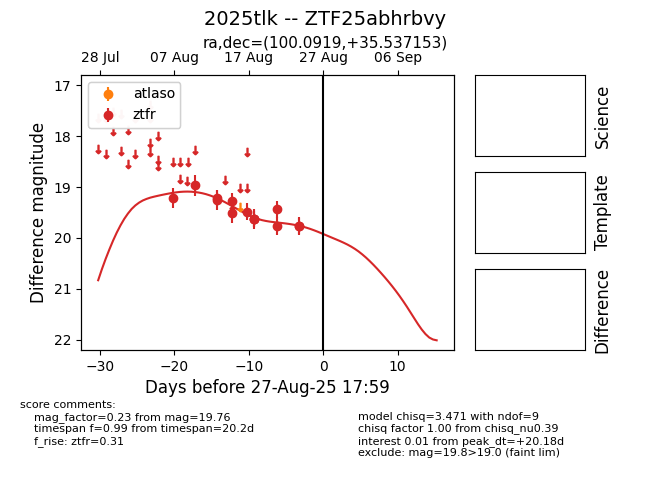 2025tlk -- ZTF25abhrbvy
ra,dec=(100.0919,+35.537153)
28 Jul 07 Aug 17 Aug 27 Aug 06 Sep
atlaso
ztfr
17
18
19
20
21
22
Difference magnitude
−30 −20 −10 0 10
Days before 27-Aug-25 17:59
Science
Template
Difference
score comments:
mag_factor=0.23 from mag=19.76
timespan f=0.99 from timespan=20.2d
f_rise: ztfr=0.31
model chisq=3.471 with ndof=9
chisq factor 1.00 from chisq_nu0.39
interest 0.01 from peak_dt=+20.18d
exclude: mag=19.8>19.0 (faint lim)